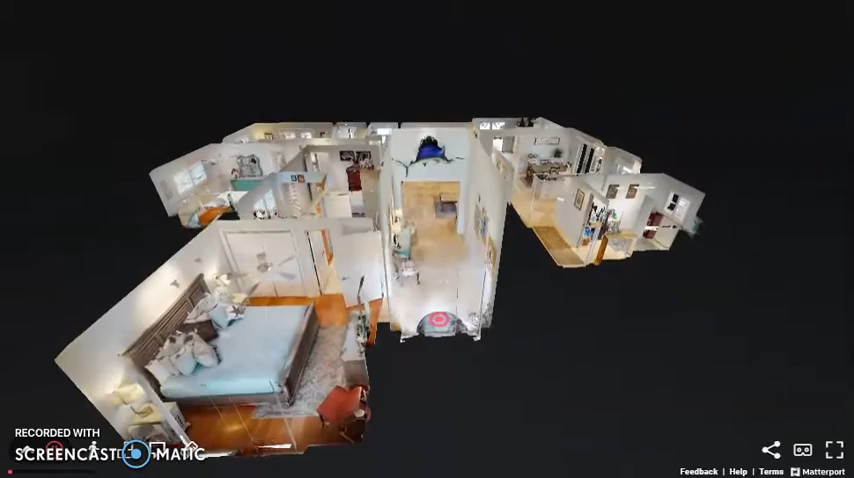 RECORDED WITH
SCREENCAST MATIC
Feedback | Help | Terms | Matterport